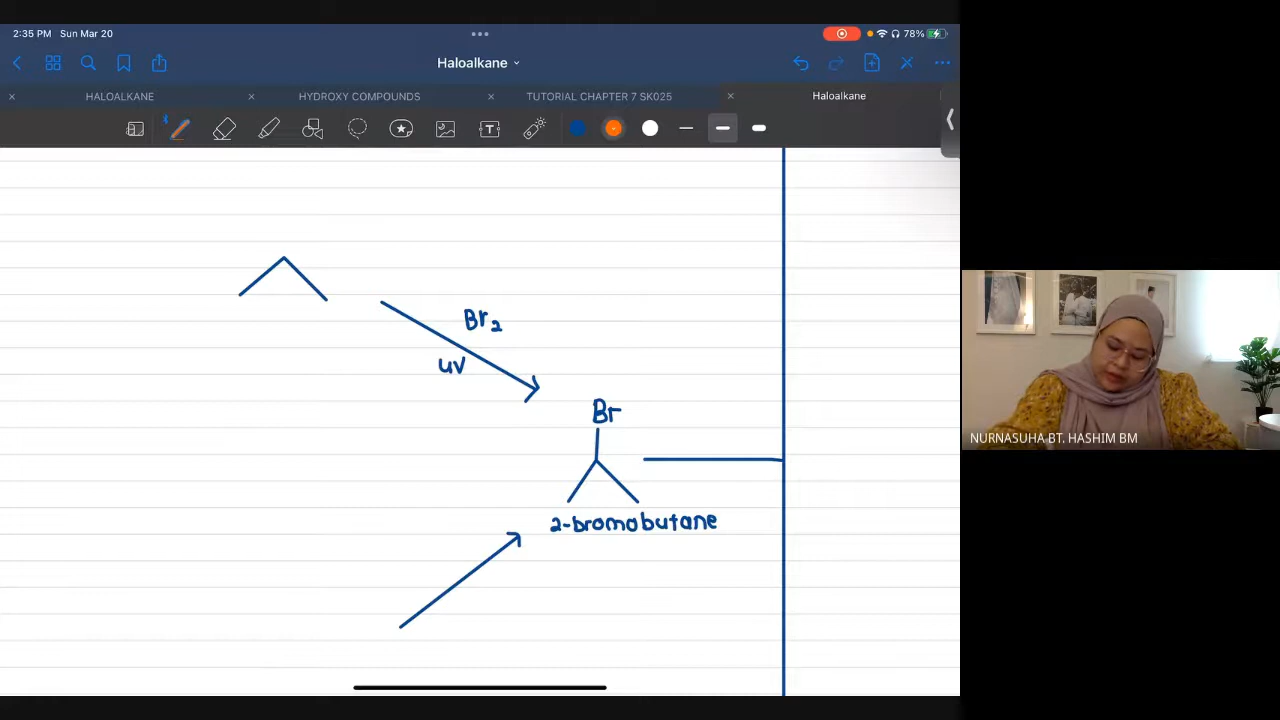 2:35 PM Sun Mar 20
78%
Haloalkane
HALOALKANE
HYDROXY COMPOUNDS
TUTORIAL CHAPTER 7 SK025
Haloalkane
Br2
uv
Br
2-bromobutane
NURNASUHA BT. HASHIM BM